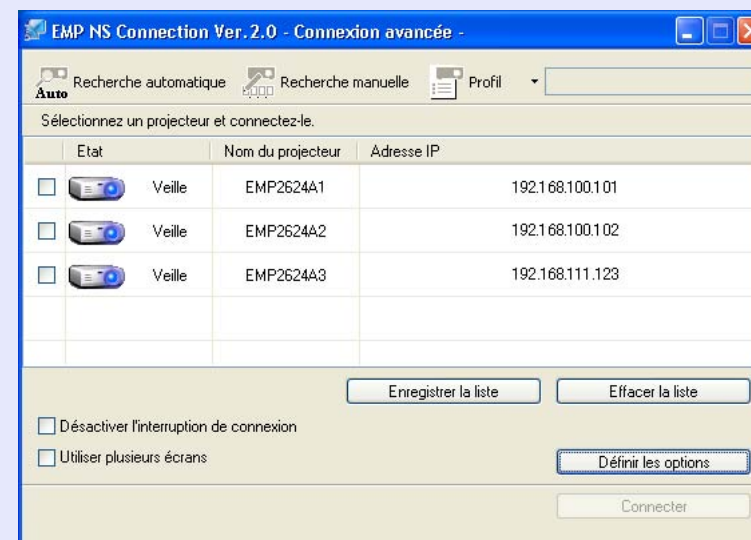 EMP NS Connection Ver.2.0 - Connexion avancée -
Auto Recherche automatique Recherche manuelle Profil
Sélectionnez un projecteur et connectez-le.
Etat Nom du projecteur Adresse IP
Veille EMP2624A1 192.168.100.101
Veille EMP2624A2 192.168.100.102
Veille EMP2624A3 192.168.111.123
Enregistrer la liste Effacer la liste
Désactiver l'interruption de connexion
Utiliser plusieurs écrans
Définir les options
Connecter